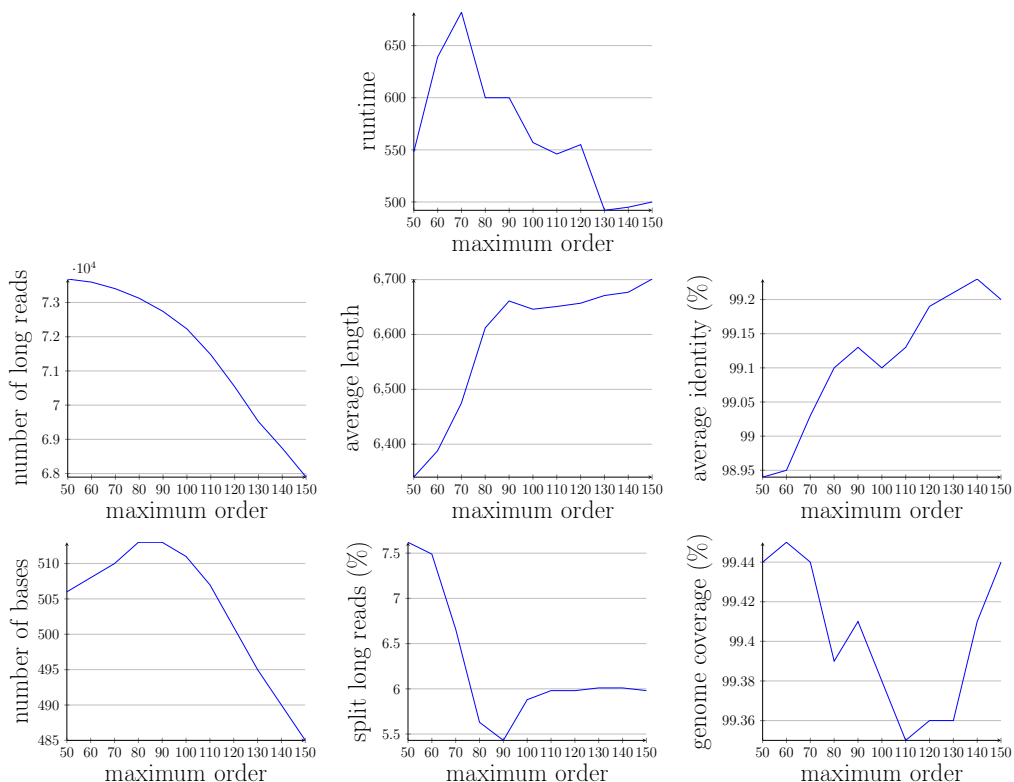 650
600
550
500
runtime
50 60 70 80 90 100 110 120 130 140 150
maximum order
·10⁴
7.3
7.2
7.1
7
6.9
6.8
number of long reads
50 60 70 80 90 100 110 120 130 140 150
maximum order
6,700
6,600
6,500
6,400
average length
50 60 70 80 90 100 110 120 130 140 150
maximum order
99.2
99.15
99.1
99.05
99
98.95
average identity (%)
50 60 70 80 90 100 110 120 130 140 150
maximum order
510
505
500
495
490
485
number of bases
50 60 70 80 90 100 110 120 130 140 150
maximum order
7.5
7
6.5
6
5.5
split long reads (%)
50 60 70 80 90 100 110 120 130 140 150
maximum order
99.44
99.42
99.4
99.38
99.36
genome coverage (%)
50 60 70 80 90 100 110 120 130 140 150
maximum order